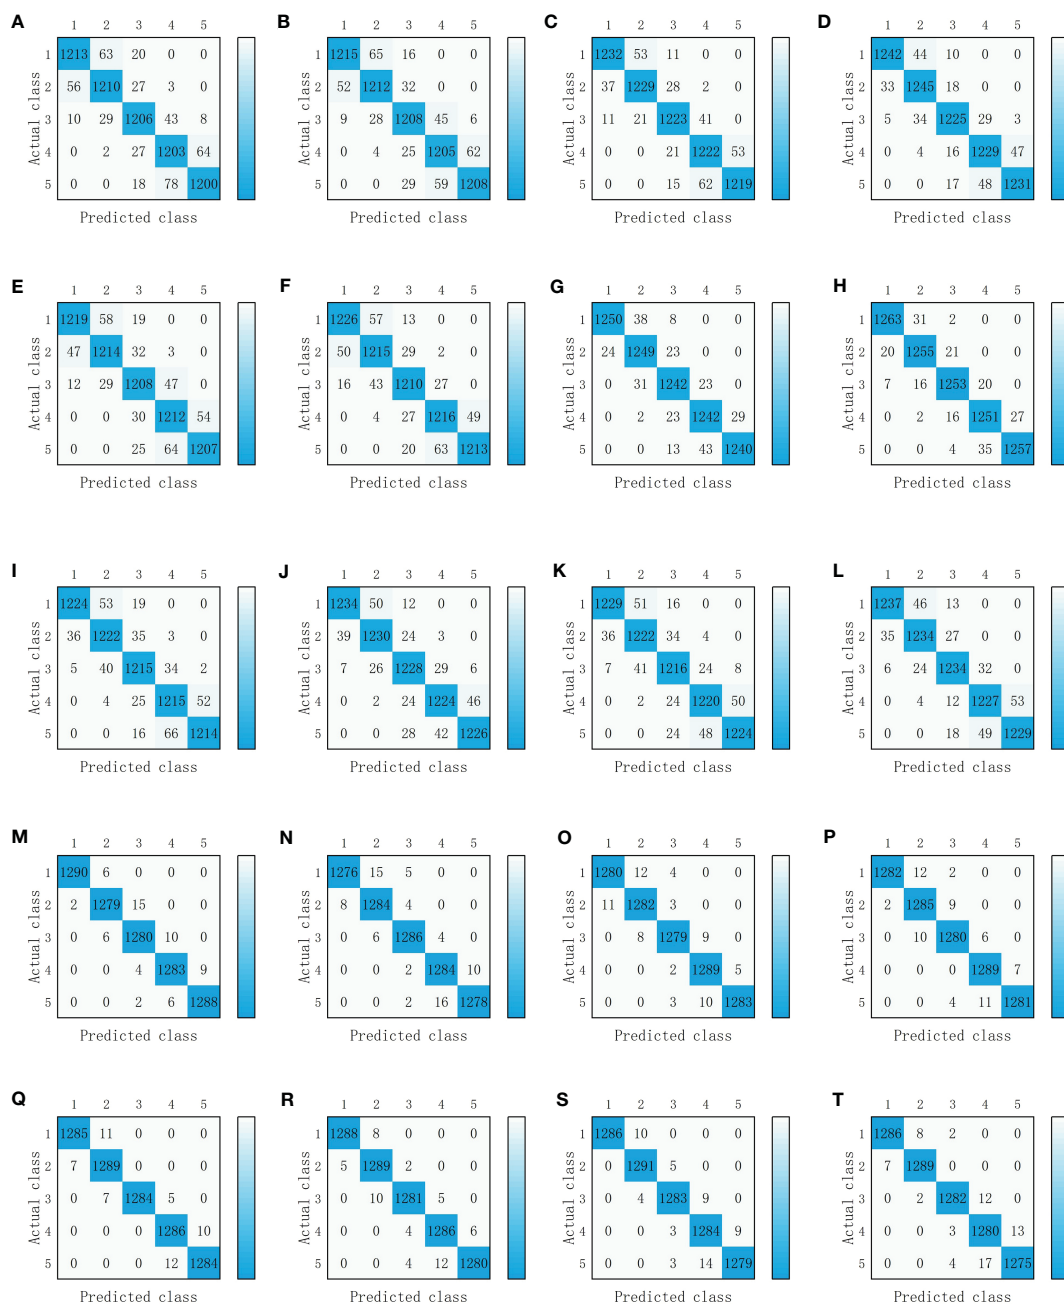 A B C D
1 2 3 4 5 1 2 3 4 5 1 2 3 4 5 1 2 3 4 5
1 1213 63 20 0 0 1 1215 65 16 0 0 1 1232 53 11 0 0 1 1242 44 10 0 0
2 56 1210 27 3 0 2 52 1212 32 0 0 2 37 1229 28 2 0 2 33 1245 18 0 0
3 10 29 1206 43 8 3 9 28 1208 45 6 3 11 21 1223 41 0 3 5 34 1225 29 3
4 0 2 27 1203 64 4 0 4 25 1205 62 4 0 0 21 1222 53 4 0 4 16 1229 47
5 0 0 18 78 1200 5 0 0 29 59 1208 5 0 0 15 62 1219 5 0 0 17 48 1231
Actual class Actual class Actual class Actual class
Predicted class Predicted class Predicted class Predicted class
E F G H
1 2 3 4 5 1 2 3 4 5 1 2 3 4 5 1 2 3 4 5
1 1219 58 19 0 0 1 1226 57 13 0 0 1 1250 38 8 0 0 1 1263 31 2 0 0
2 47 1214 32 3 0 2 50 1215 29 2 0 2 24 1249 23 0 0 2 20 1255 21 0 0
3 12 29 1208 47 0 3 16 43 1210 27 0 3 0 31 1242 23 0 3 7 16 1253 20 0
4 0 0 30 1212 54 4 0 4 27 1216 49 4 0 2 23 1242 29 4 0 2 16 1251 27
5 0 0 25 64 1207 5 0 0 20 63 1213 5 0 0 13 43 1240 5 0 0 4 35 1257
Actual class Actual class Actual class Actual class
Predicted class Predicted class Predicted class Predicted class
I J K L
1 2 3 4 5 1 2 3 4 5 1 2 3 4 5 1 2 3 4 5
1 1224 53 19 0 0 1 1234 50 12 0 0 1 1229 51 16 0 0 1 1237 46 13 0 0
2 36 1222 35 3 0 2 39 1230 24 3 0 2 36 1222 34 4 0 2 35 1234 27 0 0
3 5 40 1215 34 2 3 7 26 1228 29 6 3 7 41 1216 24 8 3 6 24 1234 32 0
4 0 4 25 1215 52 4 0 2 24 1224 46 4 0 2 24 1220 50 4 0 4 12 1227 53
5 0 0 16 66 1214 5 0 0 28 42 1226 5 0 0 24 48 1224 5 0 0 18 49 1229
Actual class Actual class Actual class Actual class
Predicted class Predicted class Predicted class Predicted class
M N O P
1 2 3 4 5 1 2 3 4 5 1 2 3 4 5 1 2 3 4 5
1 1290 6 0 0 0 1 1276 15 5 0 0 1 1280 12 4 0 0 1 1282 12 2 0 0
2 2 1279 15 0 0 2 8 1284 4 0 0 2 11 1282 3 0 0 2 2 1285 9 0 0
3 0 6 1280 10 0 3 0 6 1286 4 0 3 0 8 1279 9 0 3 0 10 1280 6 0
4 0 0 4 1283 9 4 0 0 2 1284 10 4 0 0 2 1289 5 4 0 0 0 1289 7
5 0 0 2 6 1288 5 0 0 2 16 1278 5 0 0 3 10 1283 5 0 0 4 11 1281
Actual class Actual class Actual class Actual class
Predicted class Predicted class Predicted class Predicted class
Q R S T
1 2 3 4 5 1 2 3 4 5 1 2 3 4 5 1 2 3 4 5
1 1285 11 0 0 0 1 1288 8 0 0 0 1 1286 10 0 0 0 1 1286 8 2 0 0
2 7 1289 0 0 0 2 5 1289 2 0 0 2 0 1291 5 0 0 2 7 1289 0 0 0
3 0 7 1284 5 0 3 0 10 1281 5 0 3 0 4 1283 9 0 3 0 2 1282 12 0
4 0 0 0 1286 10 4 0 0 4 1286 6 4 0 0 3 1284 9 4 0 0 3 1280 13
5 0 0 0 12 1284 5 0 0 4 12 1280 5 0 0 3 14 1279 5 0 0 4 17 1275
Actual class Actual class Actual class Actual class
Predicted class Predicted class Predicted class Predicted class